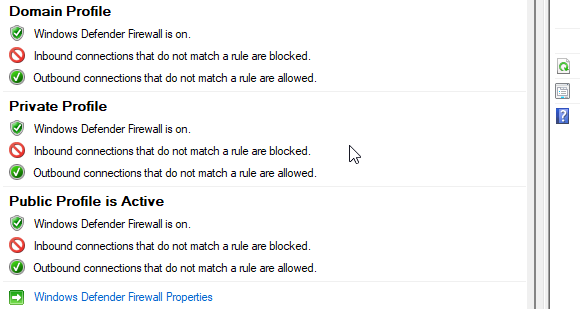 Domain Profile
Windows Defender Firewall is on.
Inbound connections that do not match a rule are blocked.
Outbound connections that do not match a rule are allowed.
Private Profile
Windows Defender Firewall is on.
Inbound connections that do not match a rule are blocked.
Outbound connections that do not match a rule are allowed.
Public Profile is Active
Windows Defender Firewall is on.
Inbound connections that do not match a rule are blocked.
Outbound connections that do not match a rule are allowed.
Windows Defender Firewall Properties